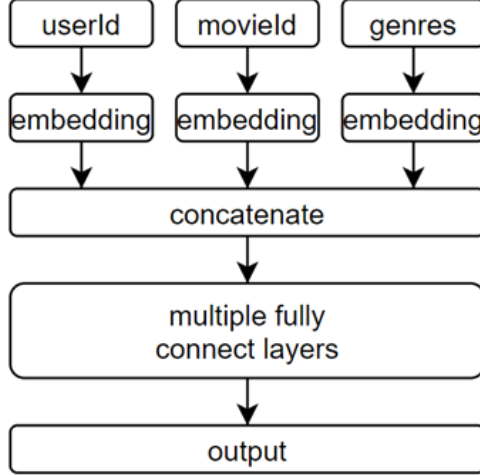 userId movieId genres
embedding embedding embedding
concatenate
multiple fully
connect layers
output